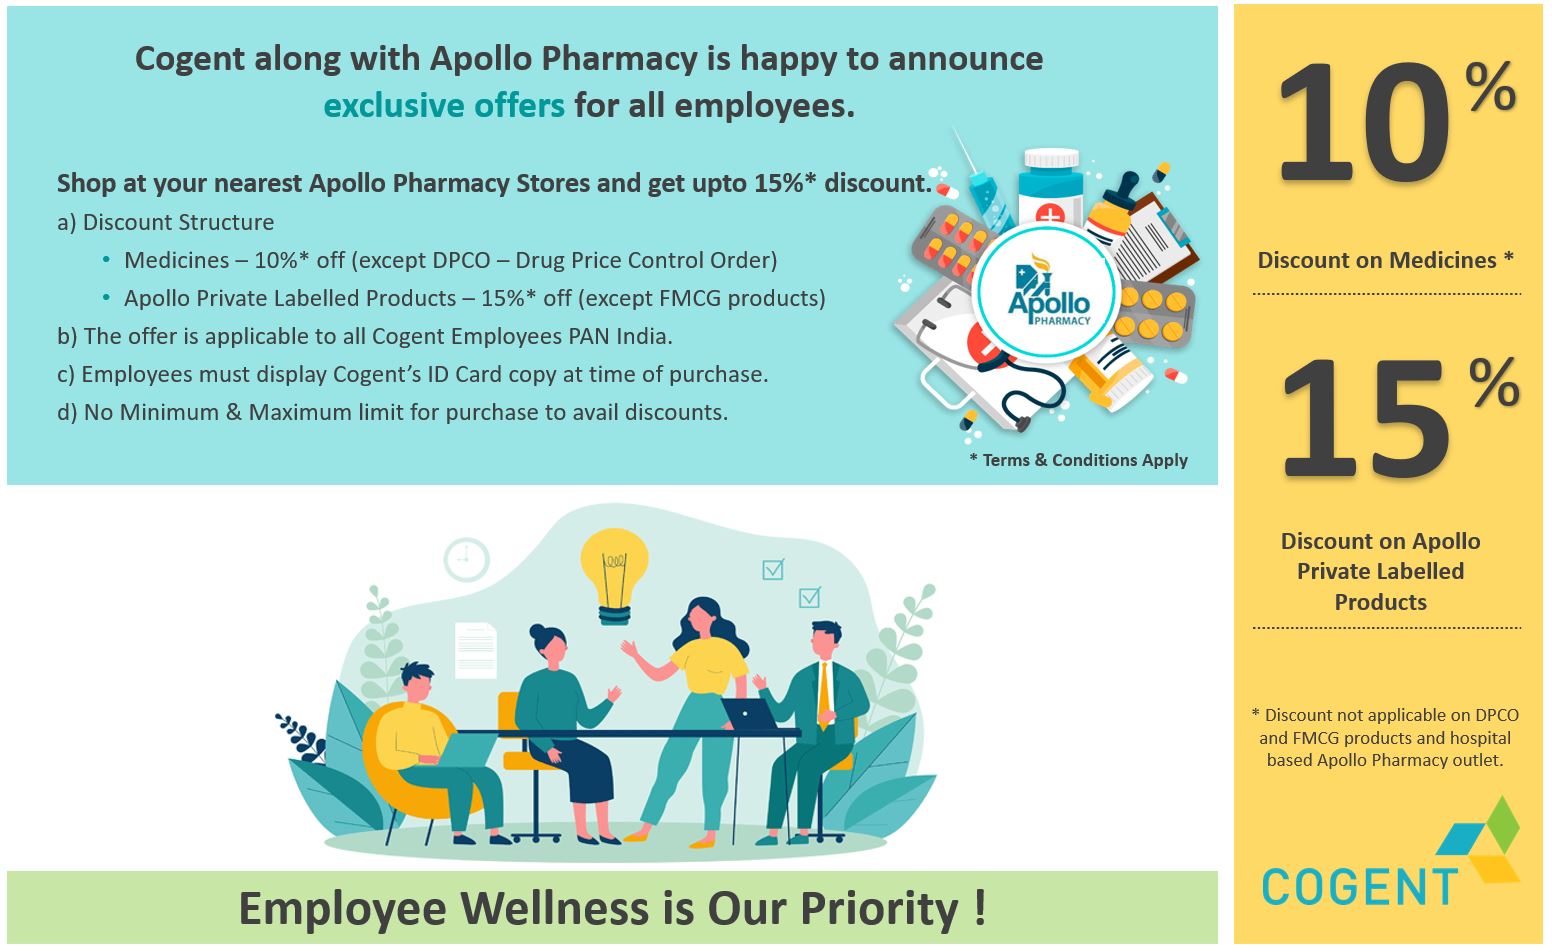 Cogent along with Apollo Pharmacy is happy to announce
exclusive offers for all employees.
Shop at your nearest Apollo Pharmacy Stores and get upto 15%* discount.
a) Discount Structure
• Medicines – 10%* off (except DPCO – Drug Price Control Order)
• Apollo Private Labelled Products – 15%* off (except FMCG products)
b) The offer is applicable to all Cogent Employees PAN India.
c) Employees must display Cogent’s ID Card copy at time of purchase.
d) No Minimum & Maximum limit for purchase to avail discounts.
Apollo
PHARMACY
* Terms & Conditions Apply
Employee Wellness is Our Priority !
10%
Discount on Medicines *
15%
Discount on Apollo
Private Labelled
Products
* Discount not applicable on DPCO
and FMCG products and hospital
based Apollo Pharmacy outlet.
COGENT